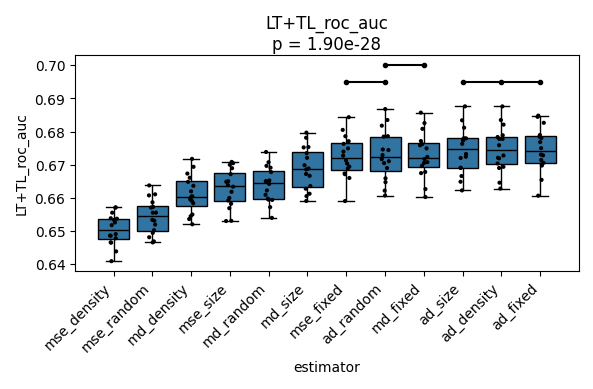 LT+TL_roc_auc
p = 1.90e-28
LT+TL_roc_auc
0.70
0.69
0.68
0.67
0.66
0.65
0.64
mse_density
mse_random
md_density
mse_size
md_random
md_size
mse_fixed
ad_random
md_fixed
ad_size
ad_density
ad_fixed
estimator